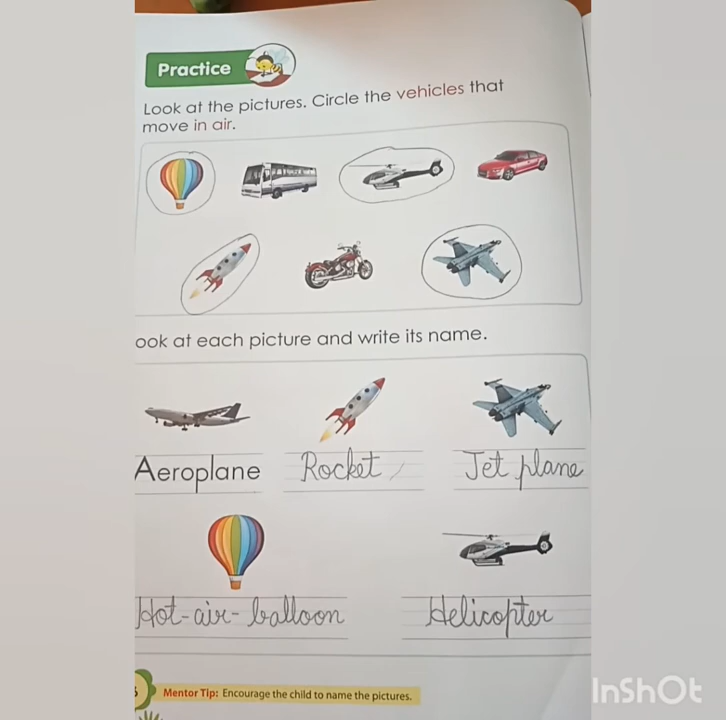 Practice
Look at the pictures. Circle the vehicles that
move in air.
ook at each picture and write its name.
Aeroplane Rocket Jet plane
Hot-air-balloon Helicopter
Mentor Tip: Encourage the child to name the pictures.
InShOt